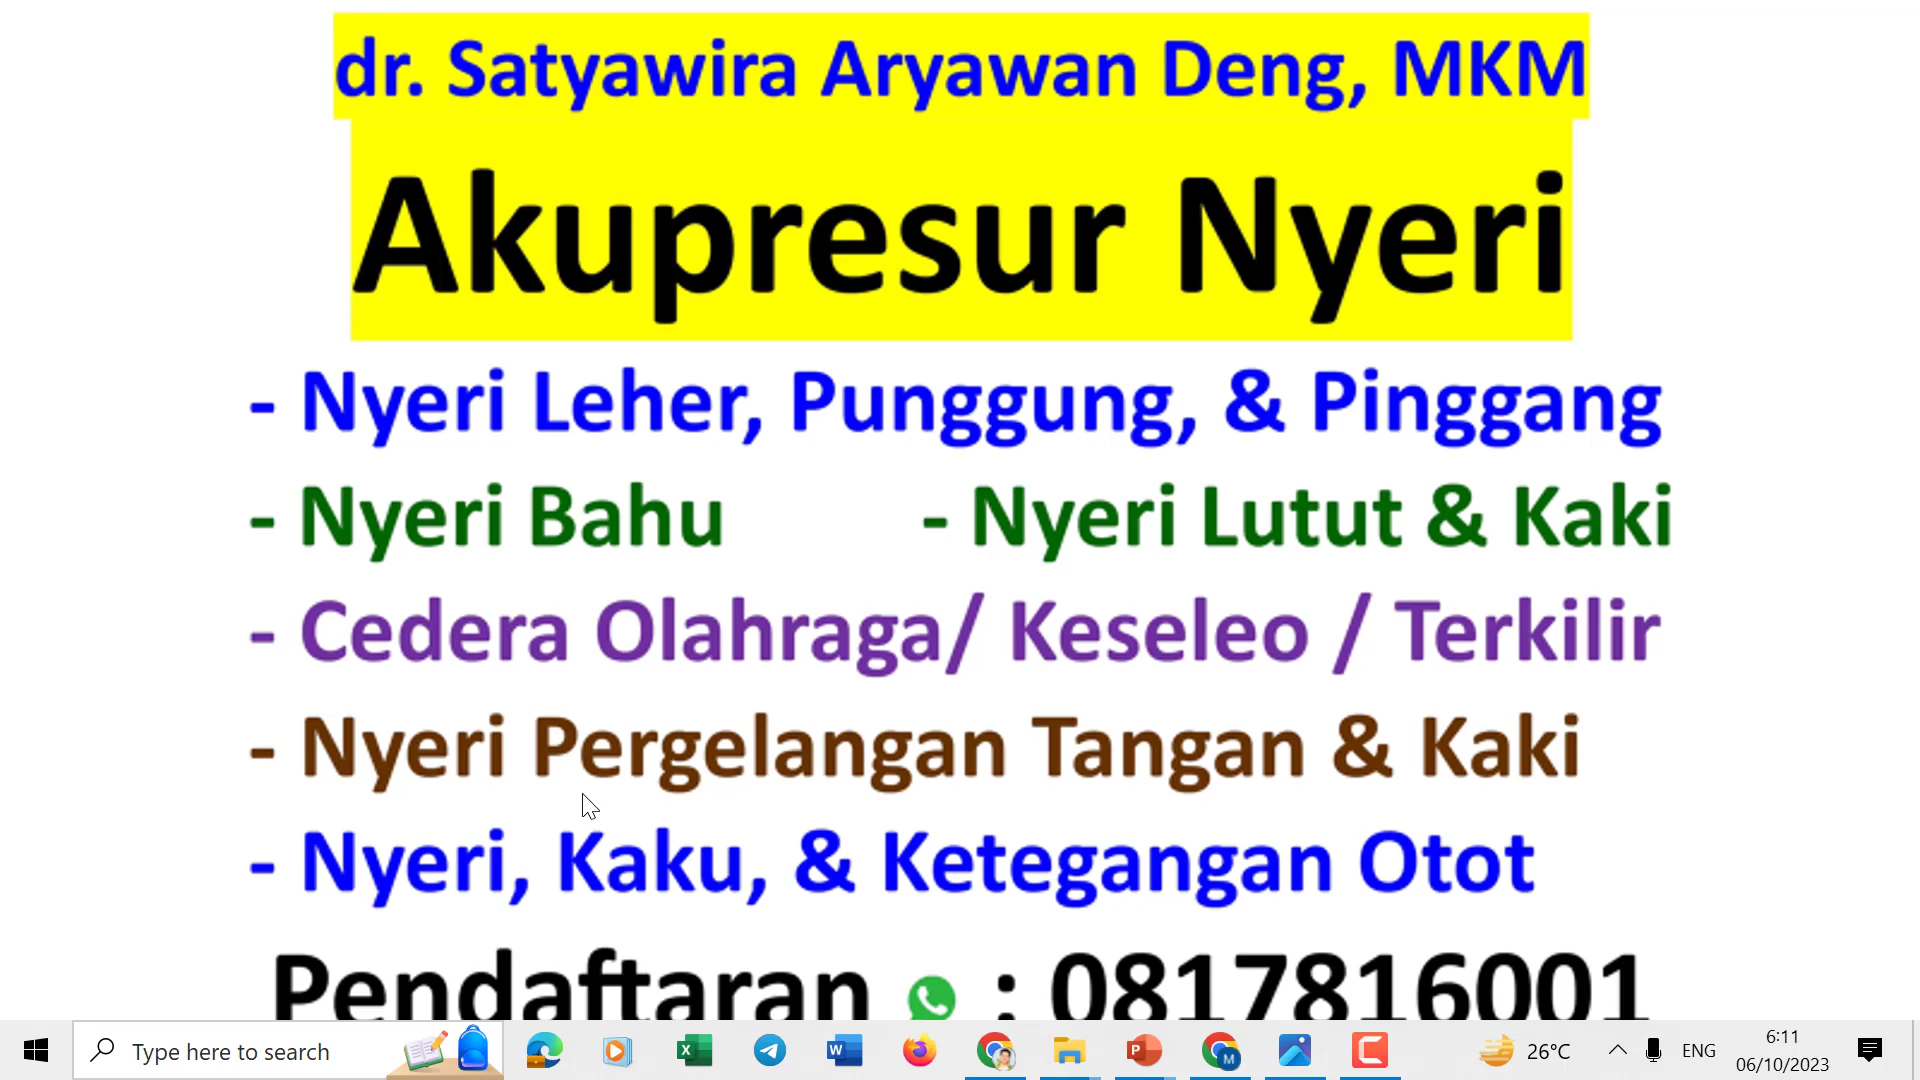 dr. Satyawira Aryawan Deng, MKM
Akupresur Nyeri
- Nyeri Leher, Punggung, & Pinggang
- Nyeri Bahu - Nyeri Lutut & Kaki
- Cedera Olahraga/ Keseleo / Terkilir
- Nyeri Pergelangan Tangan & Kaki
- Nyeri, Kaku, & Ketegangan Otot
Pendaftaran : 0817816001
Type here to search
26°C
ENG
6:11
06/10/2023